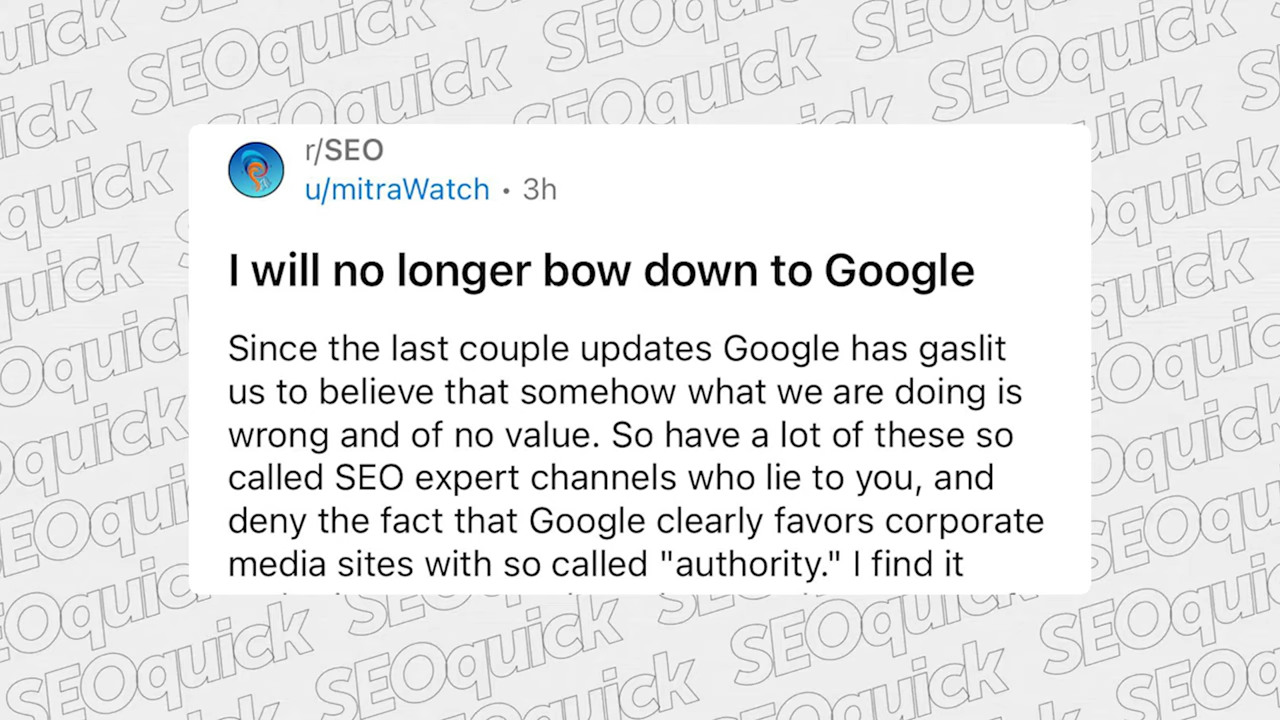 r/SEO
u/mitraWatch • 3h
I will no longer bow down to Google
Since the last couple updates Google has gaslit
us to believe that somehow what we are doing is
wrong and of no value. So have a lot of these so
called SEO expert channels who lie to you, and
deny the fact that Google clearly favors corporate
media sites with so called "authority." I find it
SEOquick